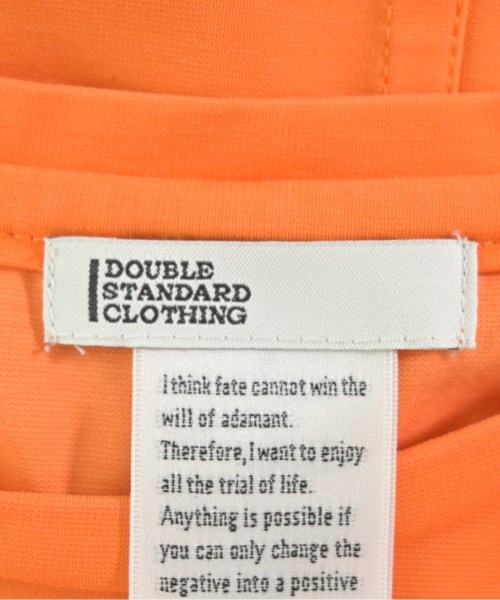 DOUBLE
STANDARD
CLOTHING
I think fate cannot win the
will of adamant.
Therefore,I want to enjoy
all the trial of life.
Anything is possible if
you can only change the
negative into a positive